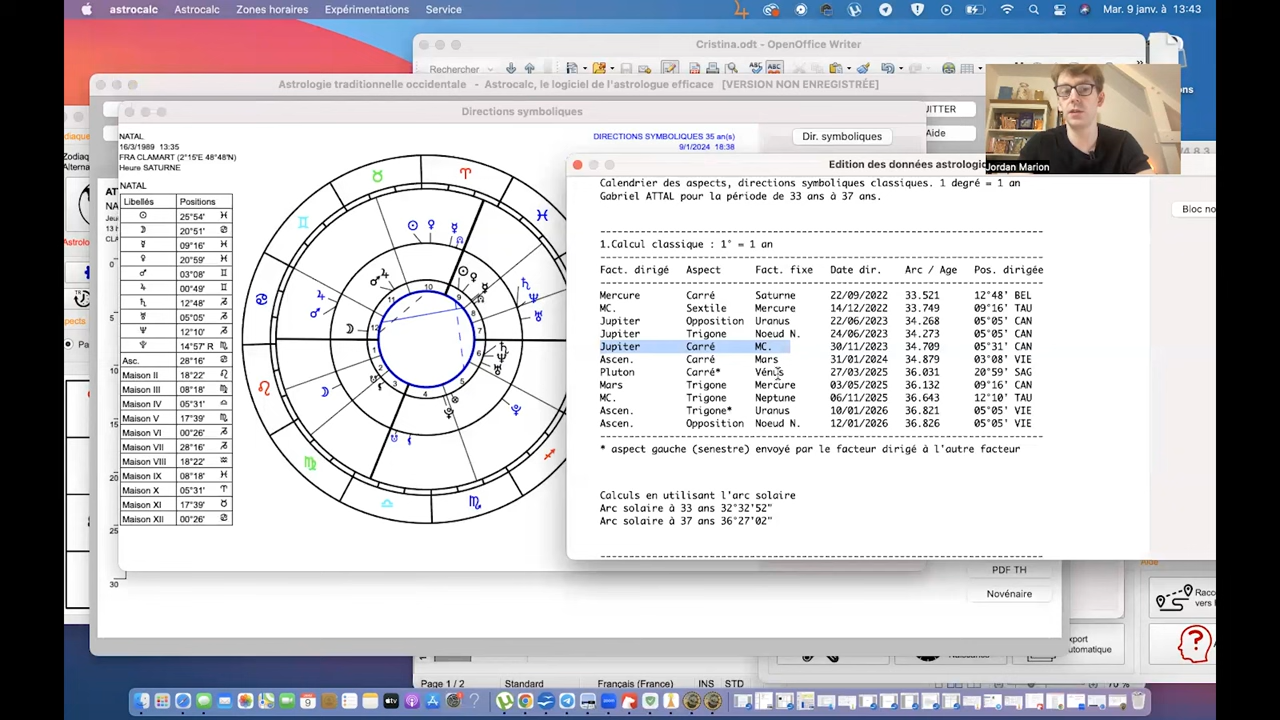 astrocalc Astrocalc Zones horaires Expérimentations Service
Mar. 9 janv. à 13:43
Cristina.odt - OpenOffice Writer
Rechercher
Astrologie traditionnelle occidentale - Astrocalc, le logiciel de l'astrologue efficace [VERSION NON ENREGISTRÉE]
Directions symboliques
NATAL
16/3/1989 13:35
FRA CLAMART (2°15'E 48°48'N)
Heure SATURNE
NATAL
DIRECTIONS SYMBOLIQUES 35 an(s)
9/1/2024 18:38
Dir. symboliques
Aide
Jordan Marion
Libellés Positions
☉ 25°54' ♓
☽ 20°51' ♋
☿ 09°16' ♓
♀ 20°59' ♓
♂ 03°08' ♊
♃ 00°49' ♊
♄ 12°48' ♑
♅ 05°05' ♑
♆ 12°10' ♑
14°57' R ♏
Asc. 28°16' ♋
Maison II 18°22' ♌
Maison III 08°18' ♍
Maison IV 05°31' ♎
Maison V 17°39' ♏
Maison VI 00°26' ♑
Maison VII 28°16' ♑
Maison VIII 18°22' ♒
Maison IX 08°18' ♓
Maison X 05°31' ♈
Maison XI 17°39' ♉
Maison XII 00°26' ♋
Edition des données astrologi
Calendrier des aspects, directions symboliques classiques. 1 degré = 1 an
Gabriel ATTAL pour la période de 33 ans à 37 ans.
Bloc no
1.Calcul classique : 1° = 1 an
Fact. dirigé Aspect Fact. fixe Date dir. Arc / Age Pos. dirigée
Mercure Carré Saturne 22/09/2022 33.521 12°48' BEL
MC. Sextile Mercure 14/12/2022 33.749 09°16' TAU
Jupiter Opposition Uranus 22/06/2023 34.268 05°05' CAN
Jupiter Trigone Noeud N. 24/06/2023 34.273 05°05' CAN
Jupiter Carré MC. 30/11/2023 34.709 05°31' CAN
Ascen. Carré Mars 31/01/2024 34.879 03°08' VIE
Pluton Carré* Vénus 27/03/2025 36.031 20°59' SAG
Mars Trigone Mercure 03/05/2025 36.132 09°16' CAN
MC. Trigone Neptune 06/11/2025 36.643 12°10' TAU
Ascen. Trigone* Uranus 10/01/2026 36.821 05°05' VIE
Ascen. Opposition Noeud N. 12/01/2026 36.826 05°05' VIE
* aspect gauche (senestre) envoyé par le facteur dirigé à l'autre facteur
Calculs en utilisant l'arc solaire
Arc solaire à 33 ans 32°32'52"
Arc solaire à 37 ans 36°27'02"
PDF TH
Novénaire
Page 1 / 2 Standard Français (France) INS STD
70 %